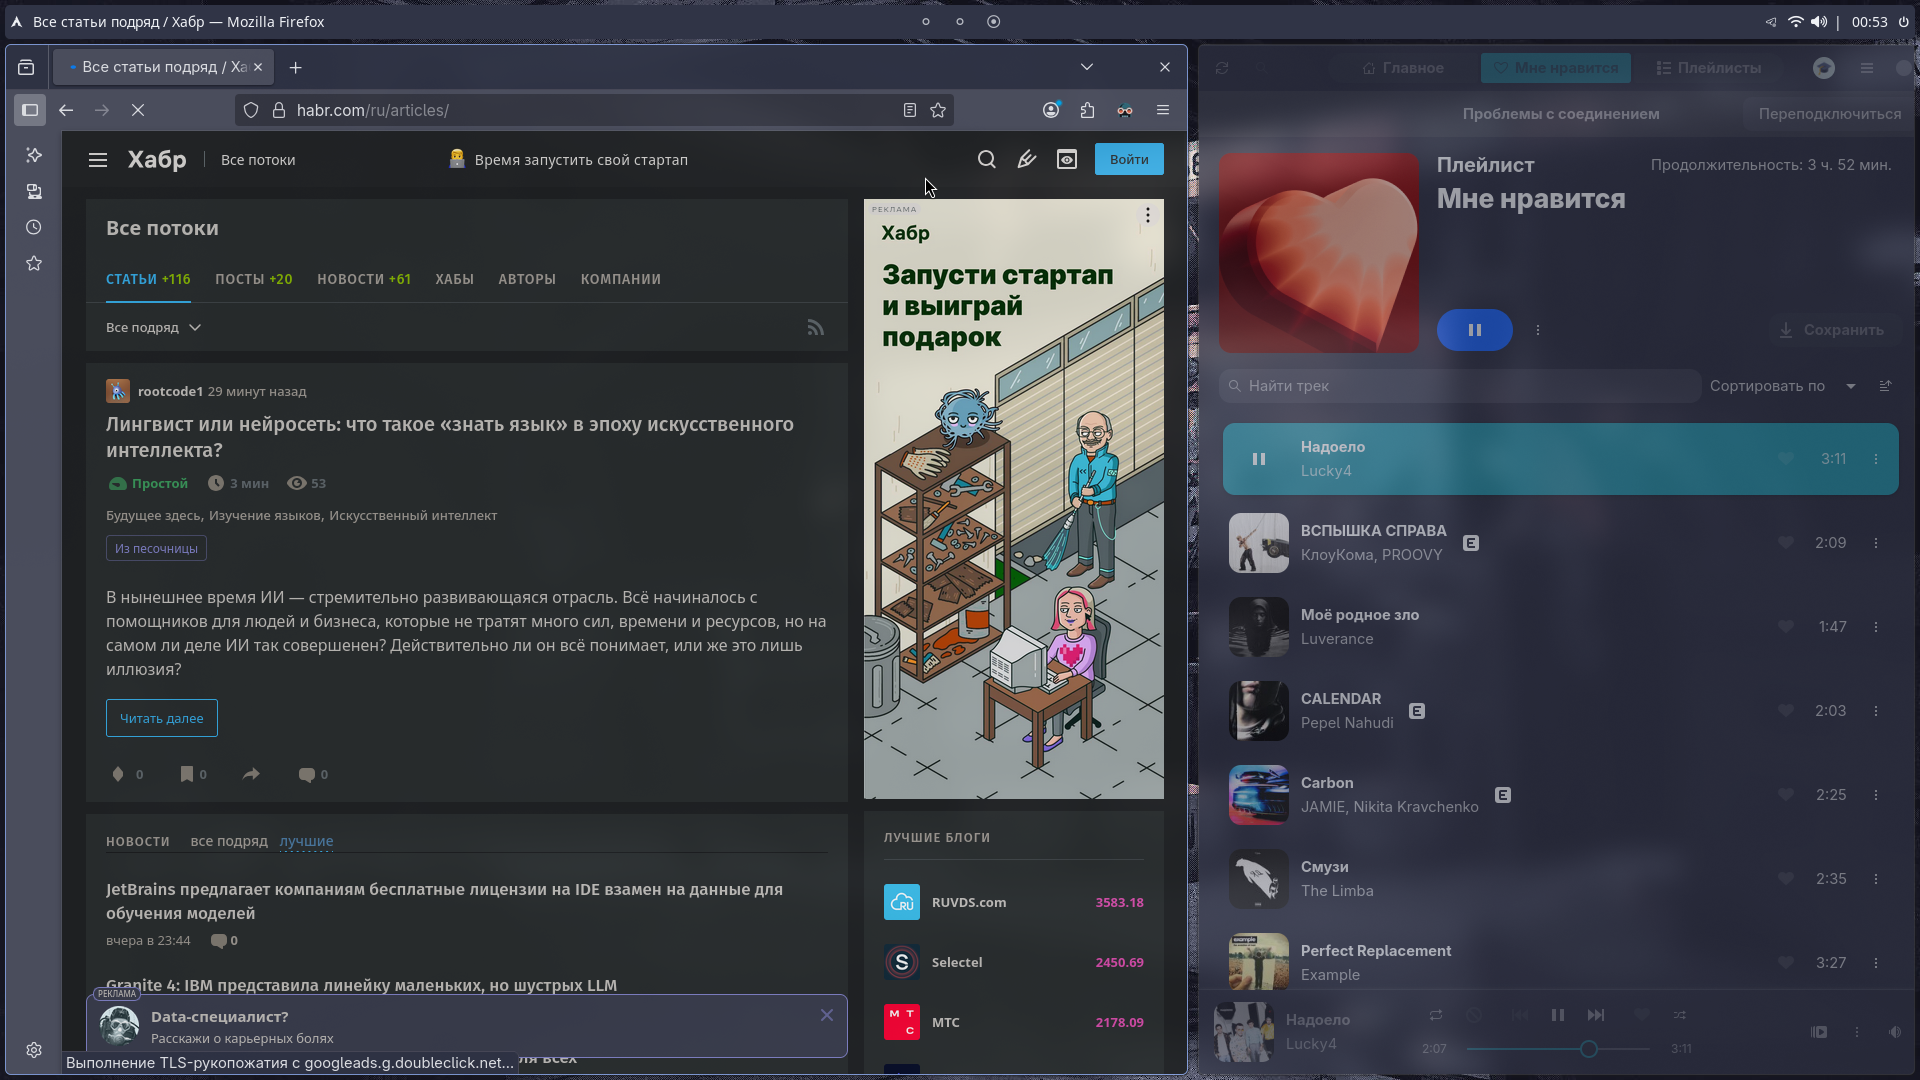 Все статьи подряд / Хабр — Mozilla Firefox
00:53
Все статьи подряд / Ха
habr.com/ru/articles/
Хабр
Все потоки
Время запустить свой стартап
Войти
Все потоки
СТАТЬИ +116
ПОСТЫ +20
НОВОСТИ +61
ХАБЫ
АВТОРЫ
КОМПАНИИ
Все подряд
rootcode1 29 минут назад
Лингвист или нейросеть: что такое «знать язык» в эпоху искусственного
интеллекта?
Простой
3 мин
53
Будущее здесь, Изучение языков, Искусственный интеллект
Из песочницы
В нынешнее время ИИ — стремительно развивающаяся отрасль. Всё начиналось с
помощников для людей и бизнеса, которые не тратят много сил, времени и ресурсов, но на
самом ли деле ИИ так совершенен? Действительно ли он всё понимает, или же это лишь
иллюзия?
Читать далее
0
0
0
НОВОСТИ
все подряд
лучшие
JetBrains предлагает компаниям бесплатные лицензии на IDE взамен на данные для
обучения моделей
вчера в 23:44
0
Granite 4: IBM представила линейку маленьких, но шустрых LLM
РЕКЛАМА
Data-специалист?
Расскажи о карьерных болях
для всех
Выполнение TLS-рукопожатия с googleads.g.doubleclick.net...
РЕКЛАМА
Хабр
Запусти стартап
и выиграй
подарок
ЛУЧШИЕ БЛОГИ
RUVDS.com
3583.18
Selectel
2450.69
МТС
2178.09
Главное
Мне нравится
Плейлисты
Проблемы с соединением
Переподключиться
Плейлист
Продолжительность: 3 ч. 52 мин.
Мне нравится
Сохранить
Найти трек
Сортировать по
Надоело
Lucky4
3:11
ВСПЫШКА СПРАВА
КлоуКома, PROOVY
E
2:09
Моё родное зло
Luverance
1:47
CALENDAR
Pepel Nahudi
E
2:03
Carbon
JAMIE, Nikita Kravchenko
E
2:25
Смузи
The Limba
2:35
example
Perfect Replacement
Example
3:27
Надоело
Lucky4
2:07
3:11